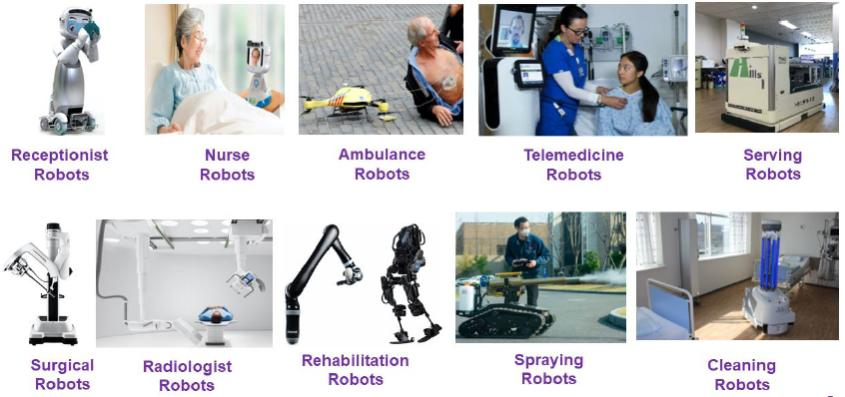 Hills
Receptionist
Robots
Nurse
Robots
Ambulance
Robots
Telemedicine
Robots
Serving
Robots
Surgical
Robots
Radiologist
Robots
Rehabilitation
Robots
Spraying
Robots
Cleaning
Robots